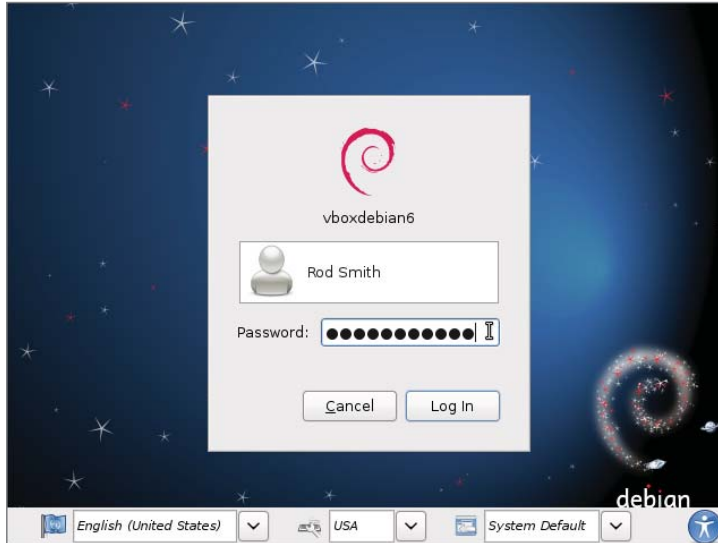 vboxdebian6
Rod Smith
Password: ●●●●●●●●●●●
Cancel
Log In
debian
English (United States)
USA
System Default